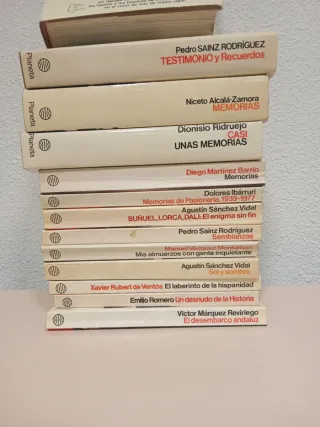 Planeta
Pedro SAINZ RODRÍGUEZ
TESTIMONIO y Recuerdos
Planeta
Niceto Alcalá-Zamora
MEMORIAS
Planeta
Dionisio Ridruejo
CASI
UNAS MEMORIAS
Diego Martínez Barrio
Memorias
Dolores Ibárruri
Memorias de Pasionaria, 1939-1977
Agustín Sánchez Vidal
BUÑUEL, LORCA, DALÍ: El enigma sin fin
Pedro Sainz Rodríguez
Semblanzas
Manuel Vázquez Montalbán
Mis almuerzos con gente inquietante
Agustín Sánchez Vidal
Sol y sombra
Xavier Rubert de Ventós El laberinto de la hispanidad
Emilio Romero Un desnudo de la Historia
Víctor Márquez Reviriego
El desembarco andaluz